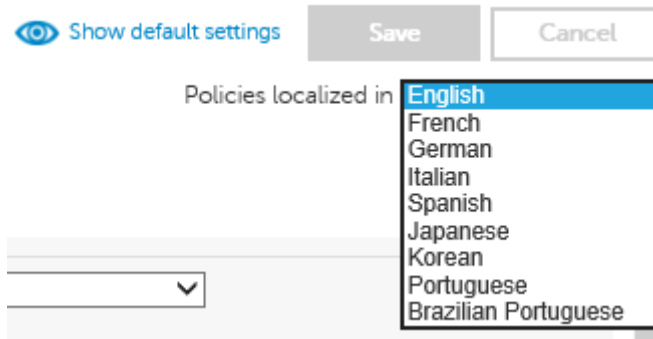 Show default settings Save Cancel
Policies localized in English
French
German
Italian
Spanish
Japanese
Korean
Portuguese
Brazilian Portuguese